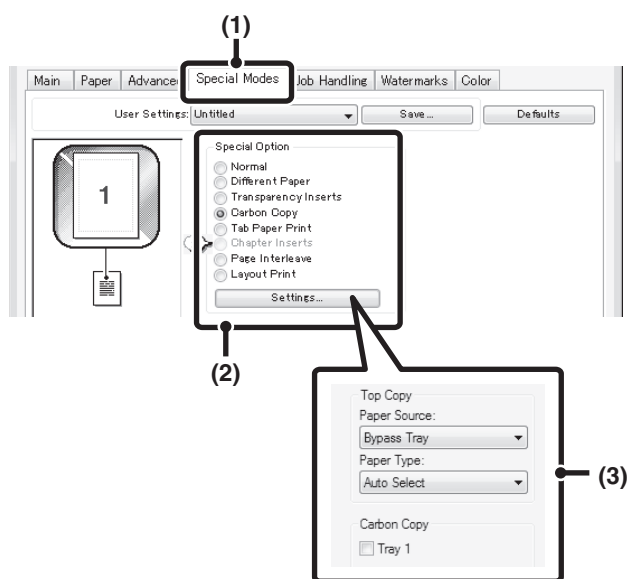 (1)
Main Paper Advance Special Modes Job Handling Watermarks Color
User Settings: Untitled Save... Defaults
Special Option
1
Normal
Different Paper
Transparency Inserts
Carbon Copy
Tab Paper Print
Chapter Inserts
Page Interleave
Layout Print
Settings...
(2)
Top Copy
Paper Source:
Bypass Tray
Paper Type:
Auto Select
(3)
Carbon Copy
Tray 1